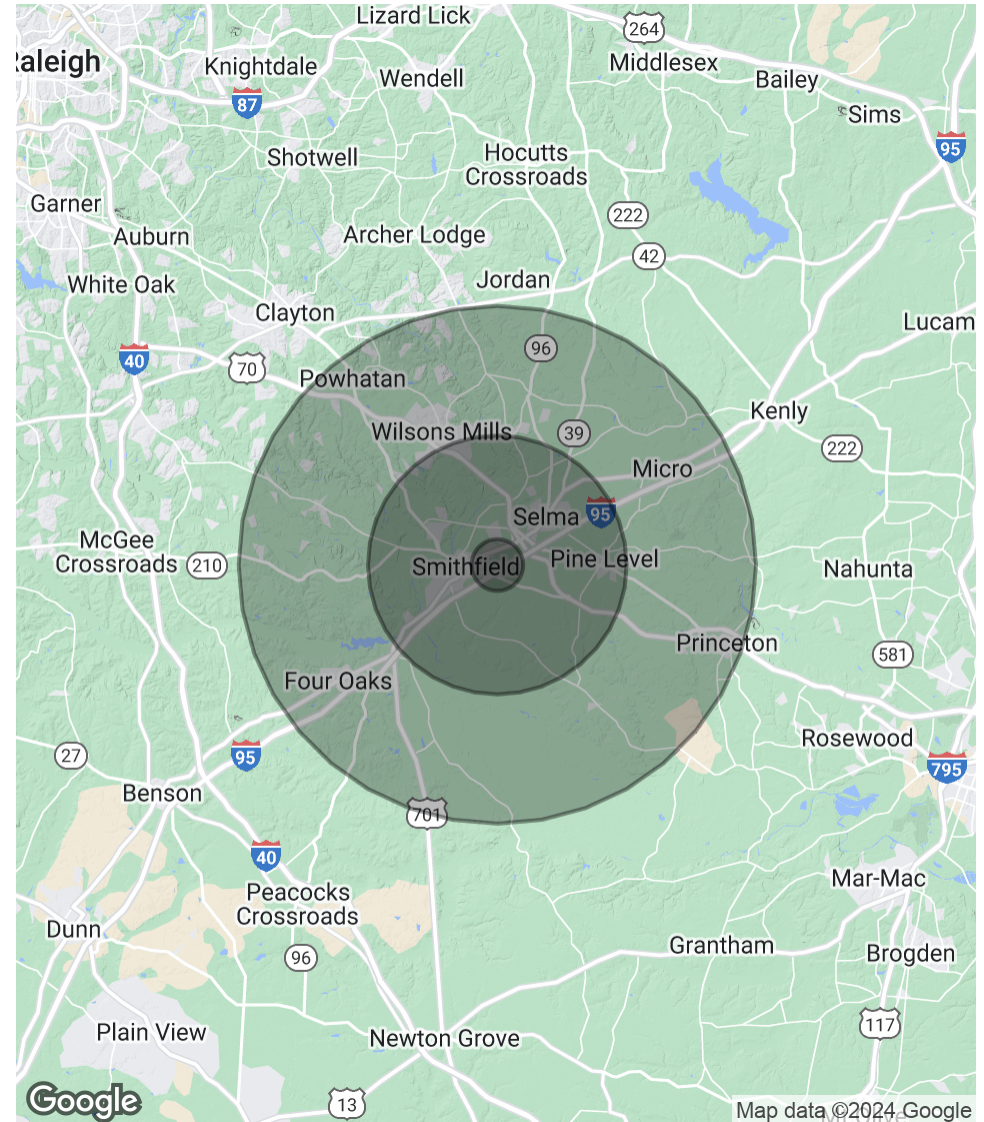 Lizard Lick
264
Raleigh
Knightdale
Wendell
Middlesex
Bailey
87
Sims
95
Shotwell
Hocutts
Crossroads
Garner
222
Auburn
Archer Lodge
42
White Oak
Jordan
Clayton
Lucam
96
40
70
Powhatan
Kenly
Wilsons Mills
39
222
Micro
Selma
95
McGee
Crossroads
210
Smithfield
Pine Level
Nahunta
Princeton
581
Four Oaks
Rosewood
27
95
795
Benson
701
40
Mar-Mac
Peacocks
Crossroads
Dunn
Grantham
Brogden
96
Plain View
Newton Grove
117
Google
13
Map data ©2024 Google